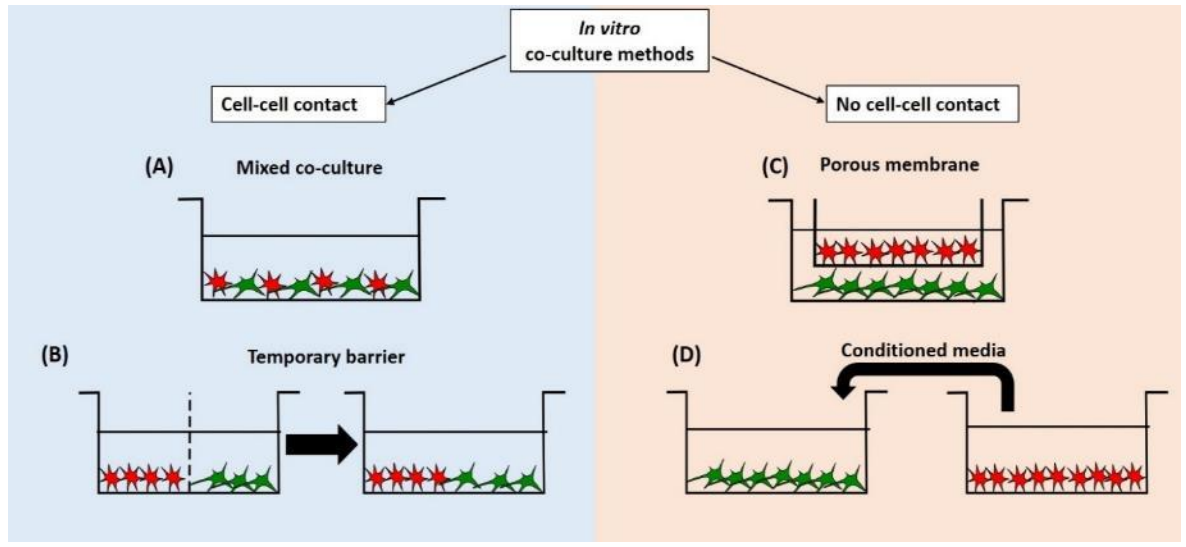 In vitro
co-culture methods
Cell-cell contact
No cell-cell contact
(A)
Mixed co-culture
(C)
Porous membrane
(B)
Temporary barrier
(D)
Conditioned media